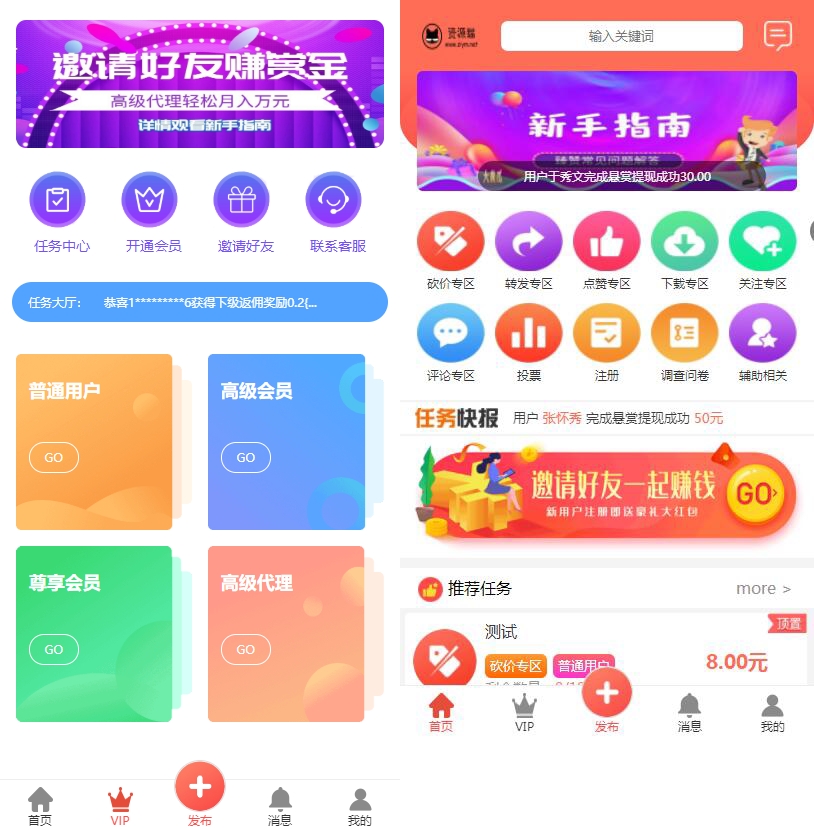 邀请好友赚赏金
高级代理轻松月入万元
详情观看新手指南
任务中心
开通会员
邀请好友
联系客服
任务大厅：
恭喜1*********6获得下级返佣奖励0.2(...
普通用户
GO
高级会员
GO
尊享会员
GO
高级代理
GO
首页
VIP
发布
消息
我的
资源猫
输入关键词
新手指南
臻赞常见问题解答
用户于秀文完成悬赏提现成功30.00
砍价专区
转发专区
点赞专区
下载专区
关注专区
评论专区
投票
注册
调查问卷
辅助相关
任务快报
用户 张怀秀 完成悬赏提现成功 50元
邀请好友一起赚钱
新用户注册即送豪礼大红包
GO›
推荐任务
more >
测试
顶置
砍价专区
普通用户
8.00元
首页
VIP
发布
消息
我的